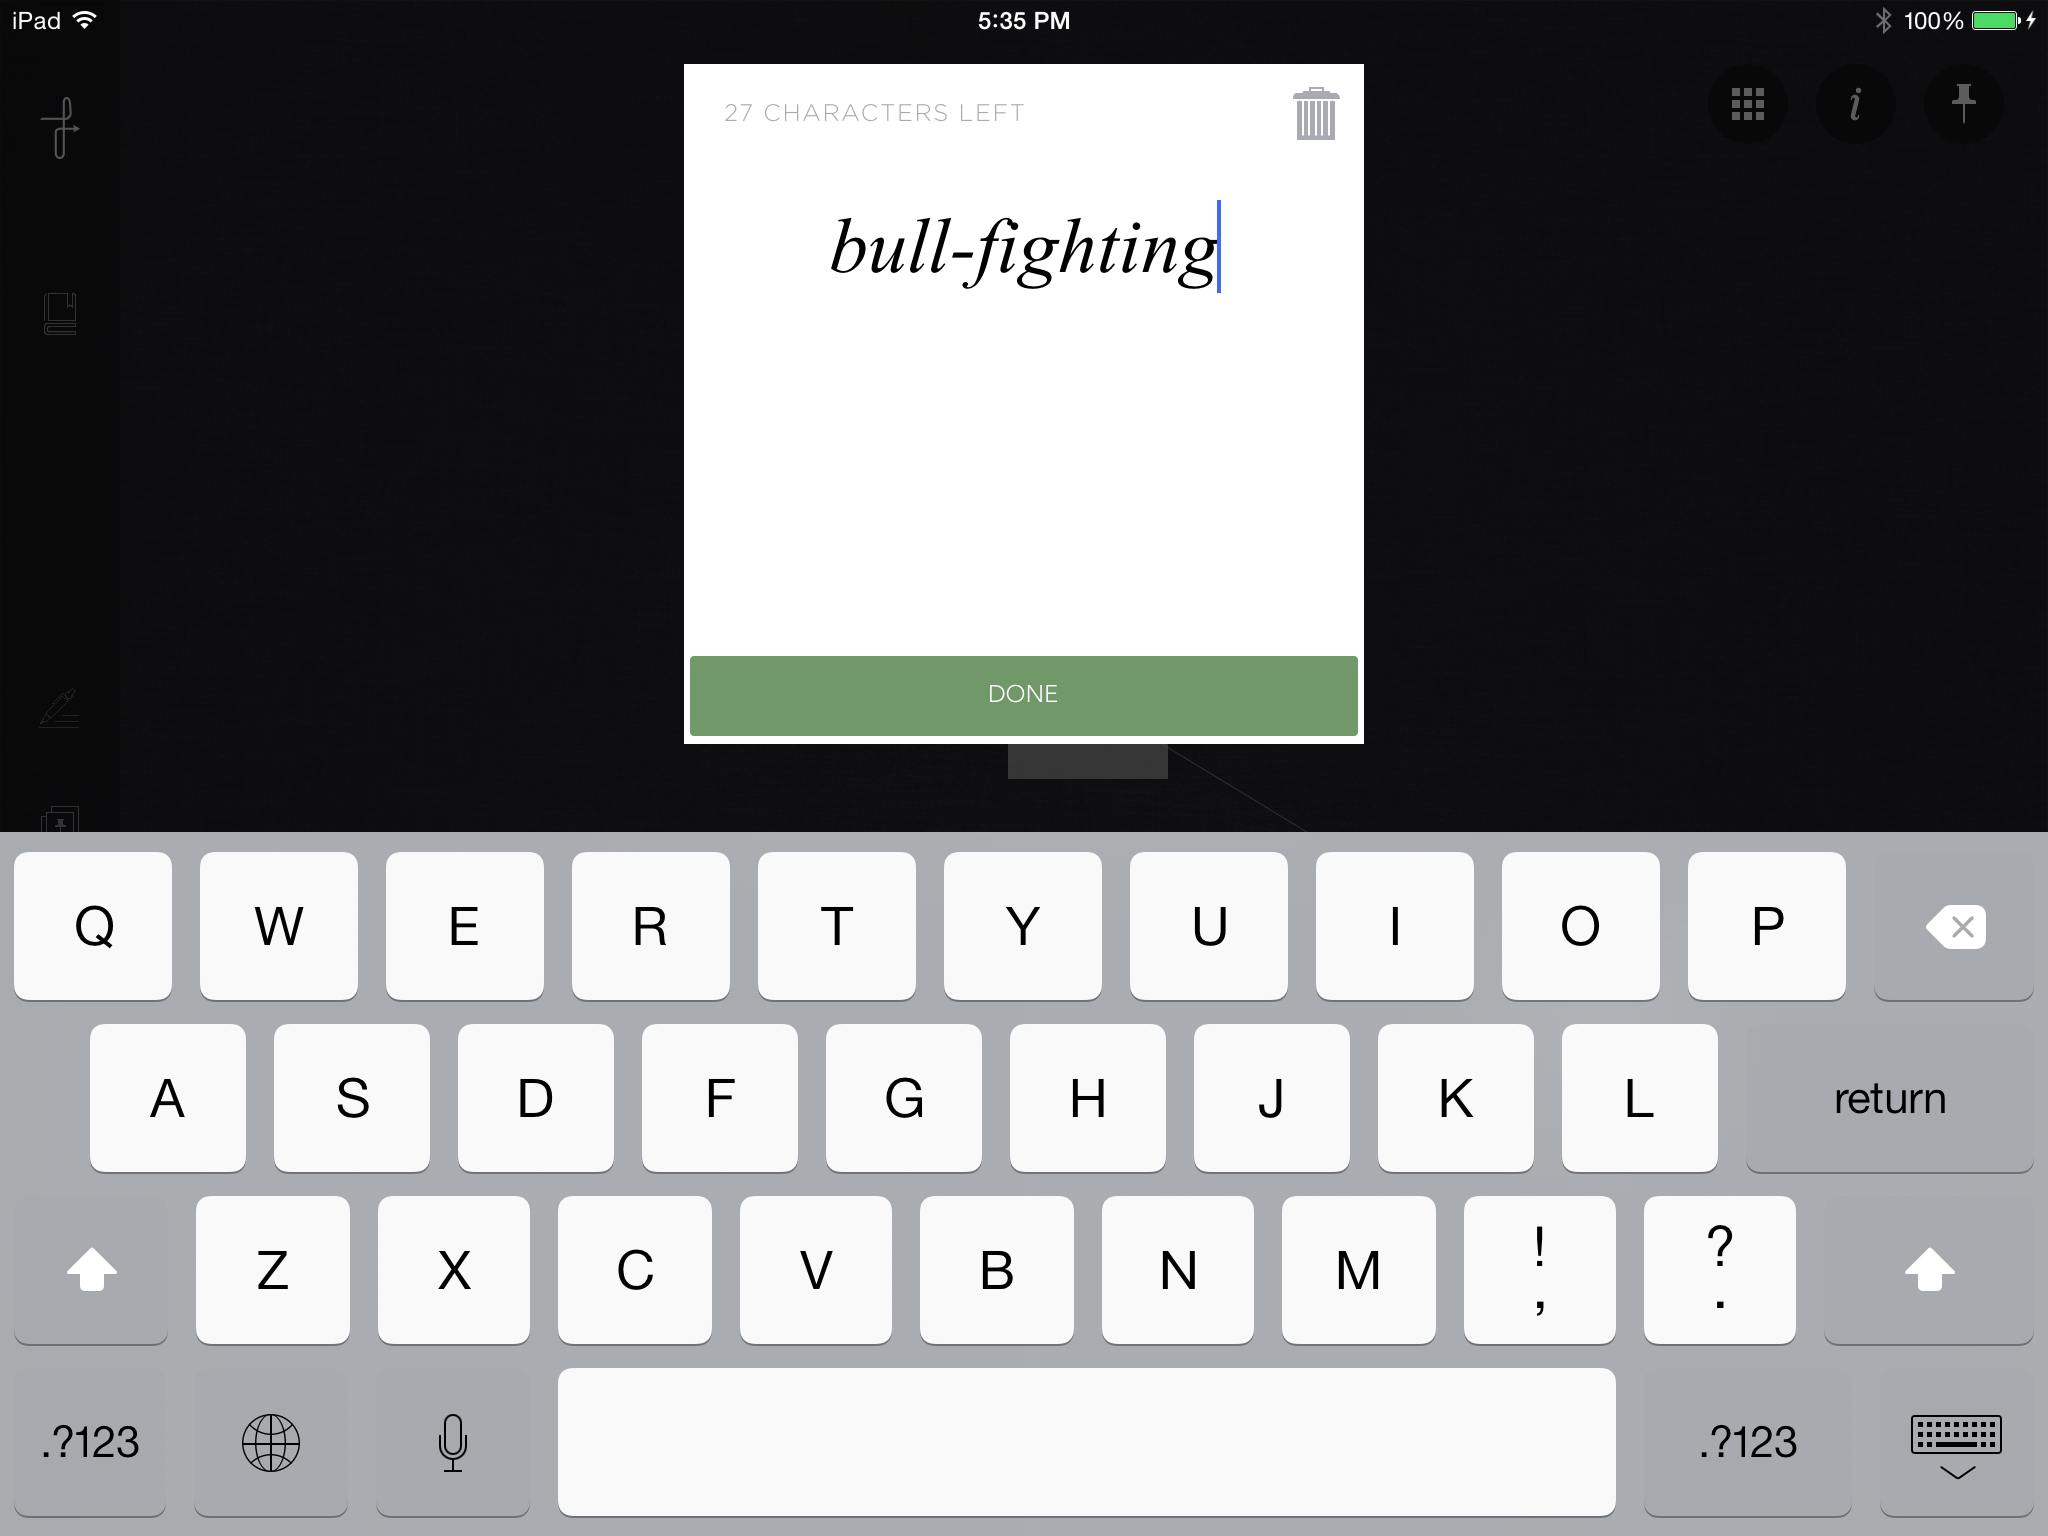 iPad 5:35 PM 100%
27 CHARACTERS LEFT
i
bull-fighting
DONE
Q W E R T Y U I O P
A S D F G H J K L return
Z X C V B N M ! , ? .
.?123 .?123